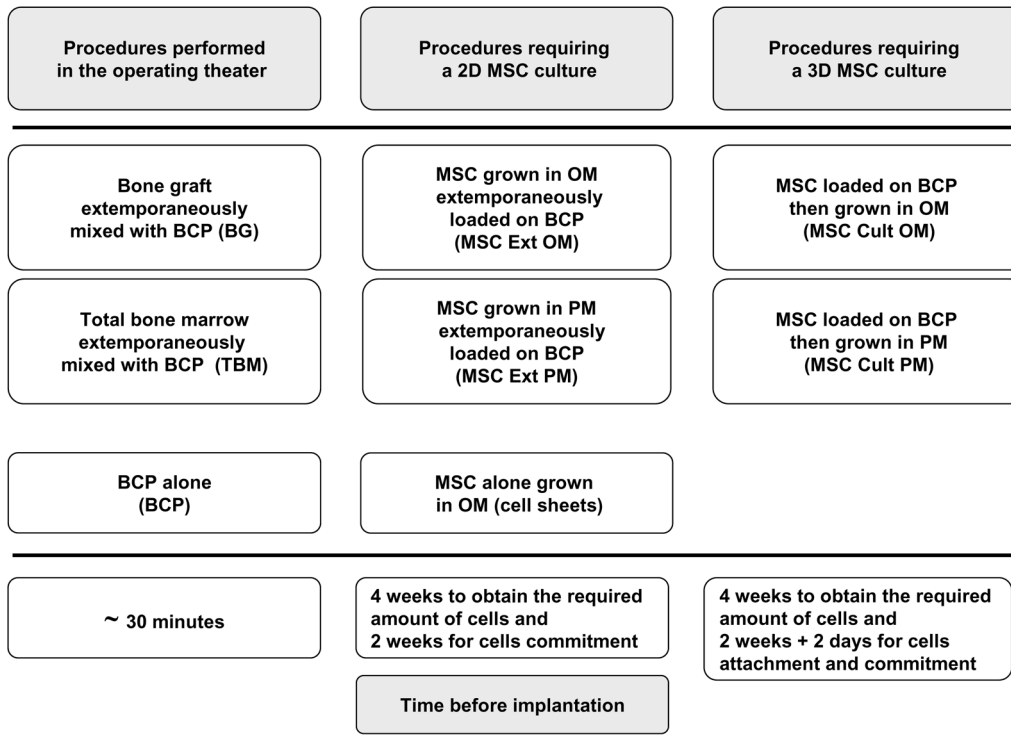 Procedures performed
in the operating theater
Procedures requiring
a 2D MSC culture
Procedures requiring
a 3D MSC culture
Bone graft
extemporaneously
mixed with BCP (BG)
MSC grown in OM
extemporaneously
loaded on BCP
(MSC Ext OM)
MSC loaded on BCP
then grown in OM
(MSC Cult OM)
Total bone marrow
extemporaneously
mixed with BCP (TBM)
MSC grown in PM
extemporaneously
loaded on BCP
(MSC Ext PM)
MSC loaded on BCP
then grown in PM
(MSC Cult PM)
BCP alone
(BCP)
MSC alone grown
in OM (cell sheets)
~ 30 minutes
4 weeks to obtain the required
amount of cells and
2 weeks for cells commitment
4 weeks to obtain the required
amount of cells and
2 weeks + 2 days for cells
attachment and commitment
Time before implantation